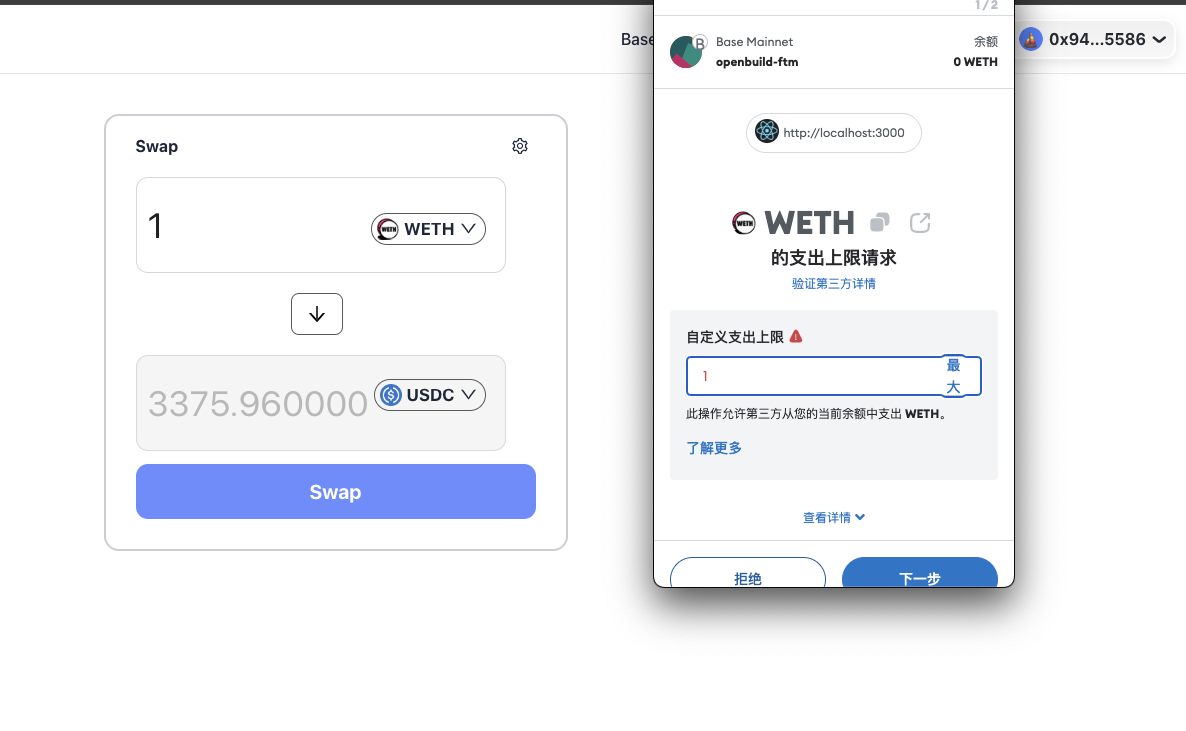 Base
0x94...5586
Swap
1
WETH
WETH
3375.960000
USDC
Swap
1 / 2
B
Base Mainnet
余额
openbuild-ftm
0 WETH
http://localhost:3000
WETH
WETH
的支出上限请求
验证第三方详情
自定义支出上限
1
最
大
此操作允许第三方从您的当前余额中支出 WETH。
了解更多
查看详情
拒绝
下一步